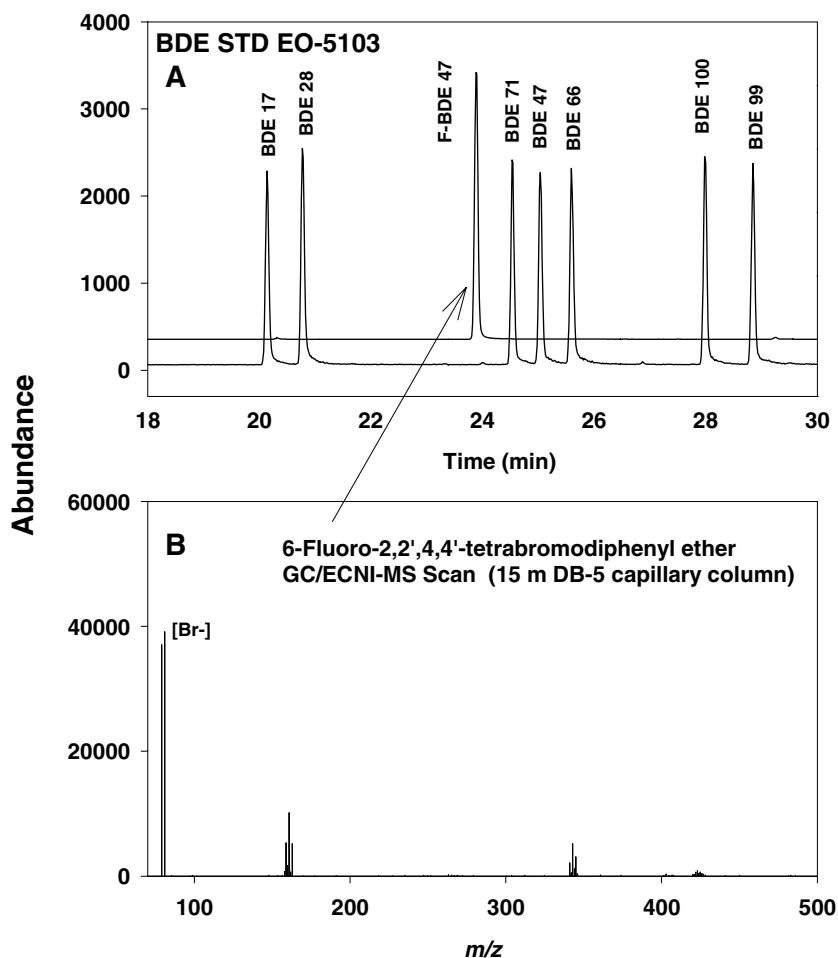 BDE STD EO-5103
A
BDE 17
BDE 28
F-BDE 47
BDE 71
BDE 47
BDE 66
BDE 100
BDE 99
4000
3000
2000
1000
0
18 20 22 24 26 28 30
Time (min)
Abundance
B
6-Fluoro-2,2',4,4'-tetrabromodiphenyl ether
GC/ECNI-MS Scan (15 m DB-5 capillary column)
[Br-]
60000
40000
20000
0
100 200 300 400 500
m/z